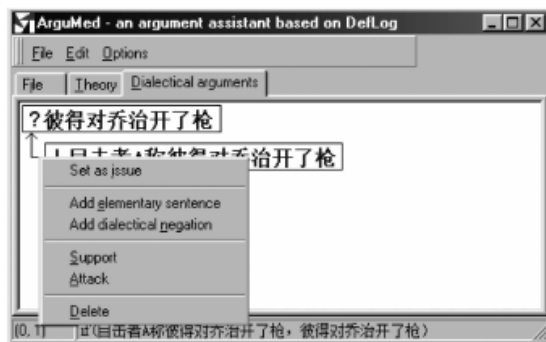 ArguMed - an argument assistant based on DefLog
File Edit Options
File Theory Dialectical arguments
?彼得对乔治开了枪
!目击者A称彼得对乔治开了枪
Set as issue
Add elementary sentence
Add dialectical negation
Support
Attack
Delete
(0, 1) if(目击者A称彼得对乔治开了枪，彼得对乔治开了枪)